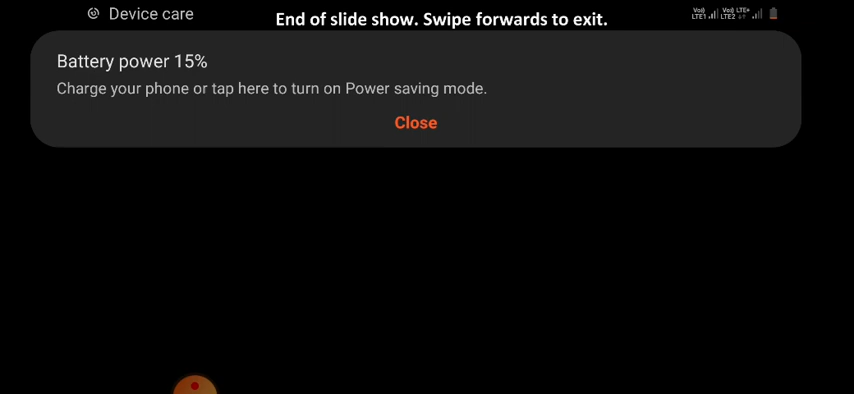 Device care
End of slide show. Swipe forwards to exit.
Battery power 15%
Charge your phone or tap here to turn on Power saving mode.
Close